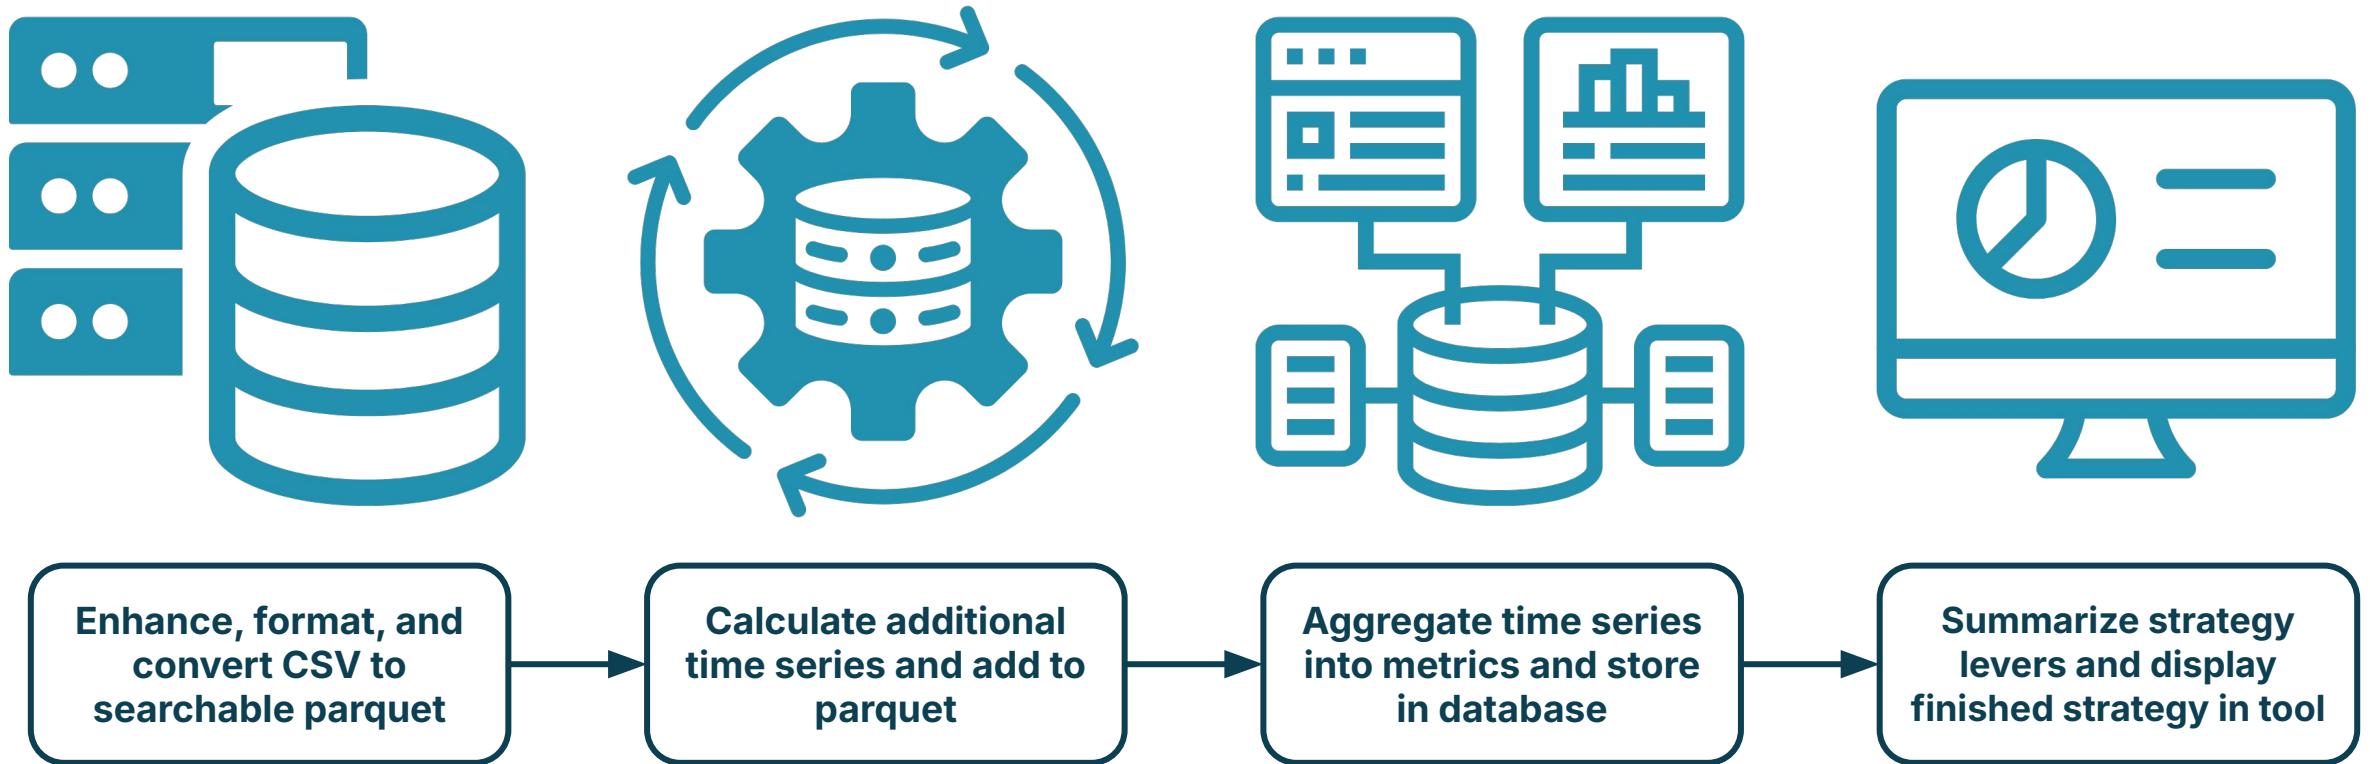 Enhance, format, and
convert CSV to
searchable parquet
Calculate additional
time series and add to
parquet
Aggregate time series
into metrics and store
in database
Summarize strategy
levers and display
finished strategy in tool